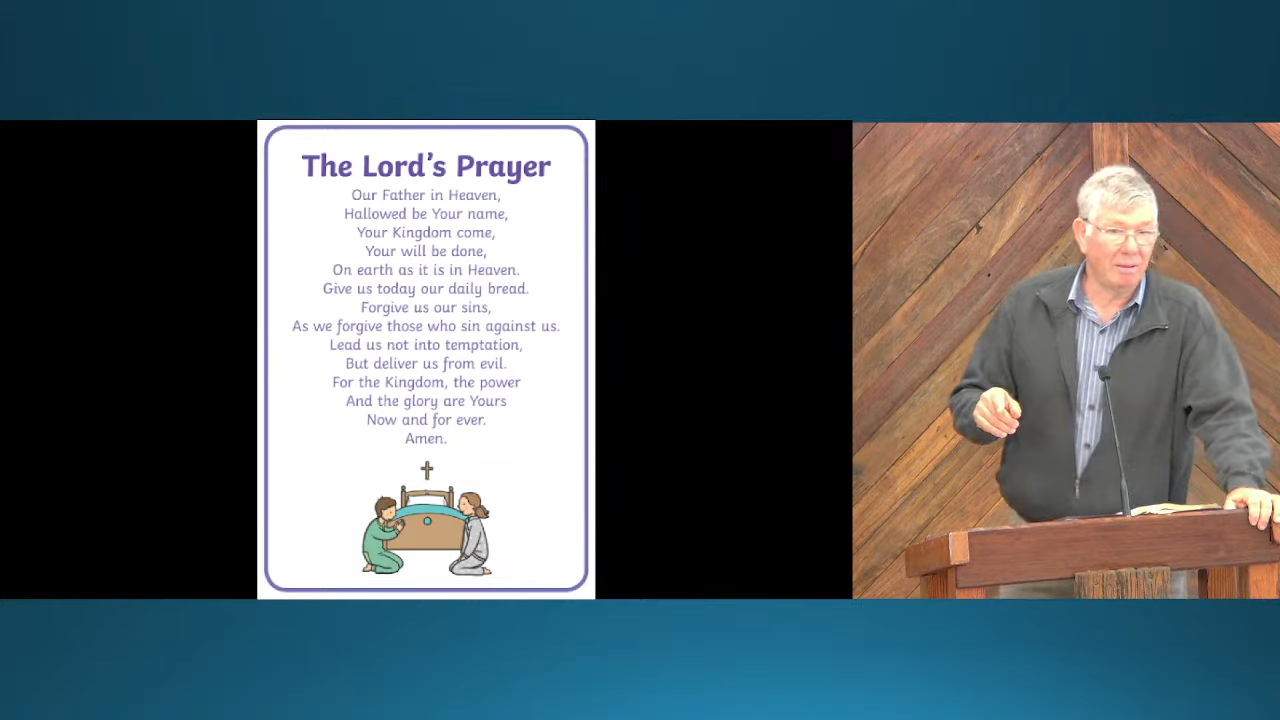 The Lord's Prayer
Our Father in Heaven,
Hallowed be Your name,
Your Kingdom come,
Your will be done,
On earth as it is in Heaven.
Give us today our daily bread.
Forgive us our sins,
As we forgive those who sin against us.
Lead us not into temptation,
But deliver us from evil.
For the Kingdom, the power
And the glory are Yours
Now and for ever.
Amen.